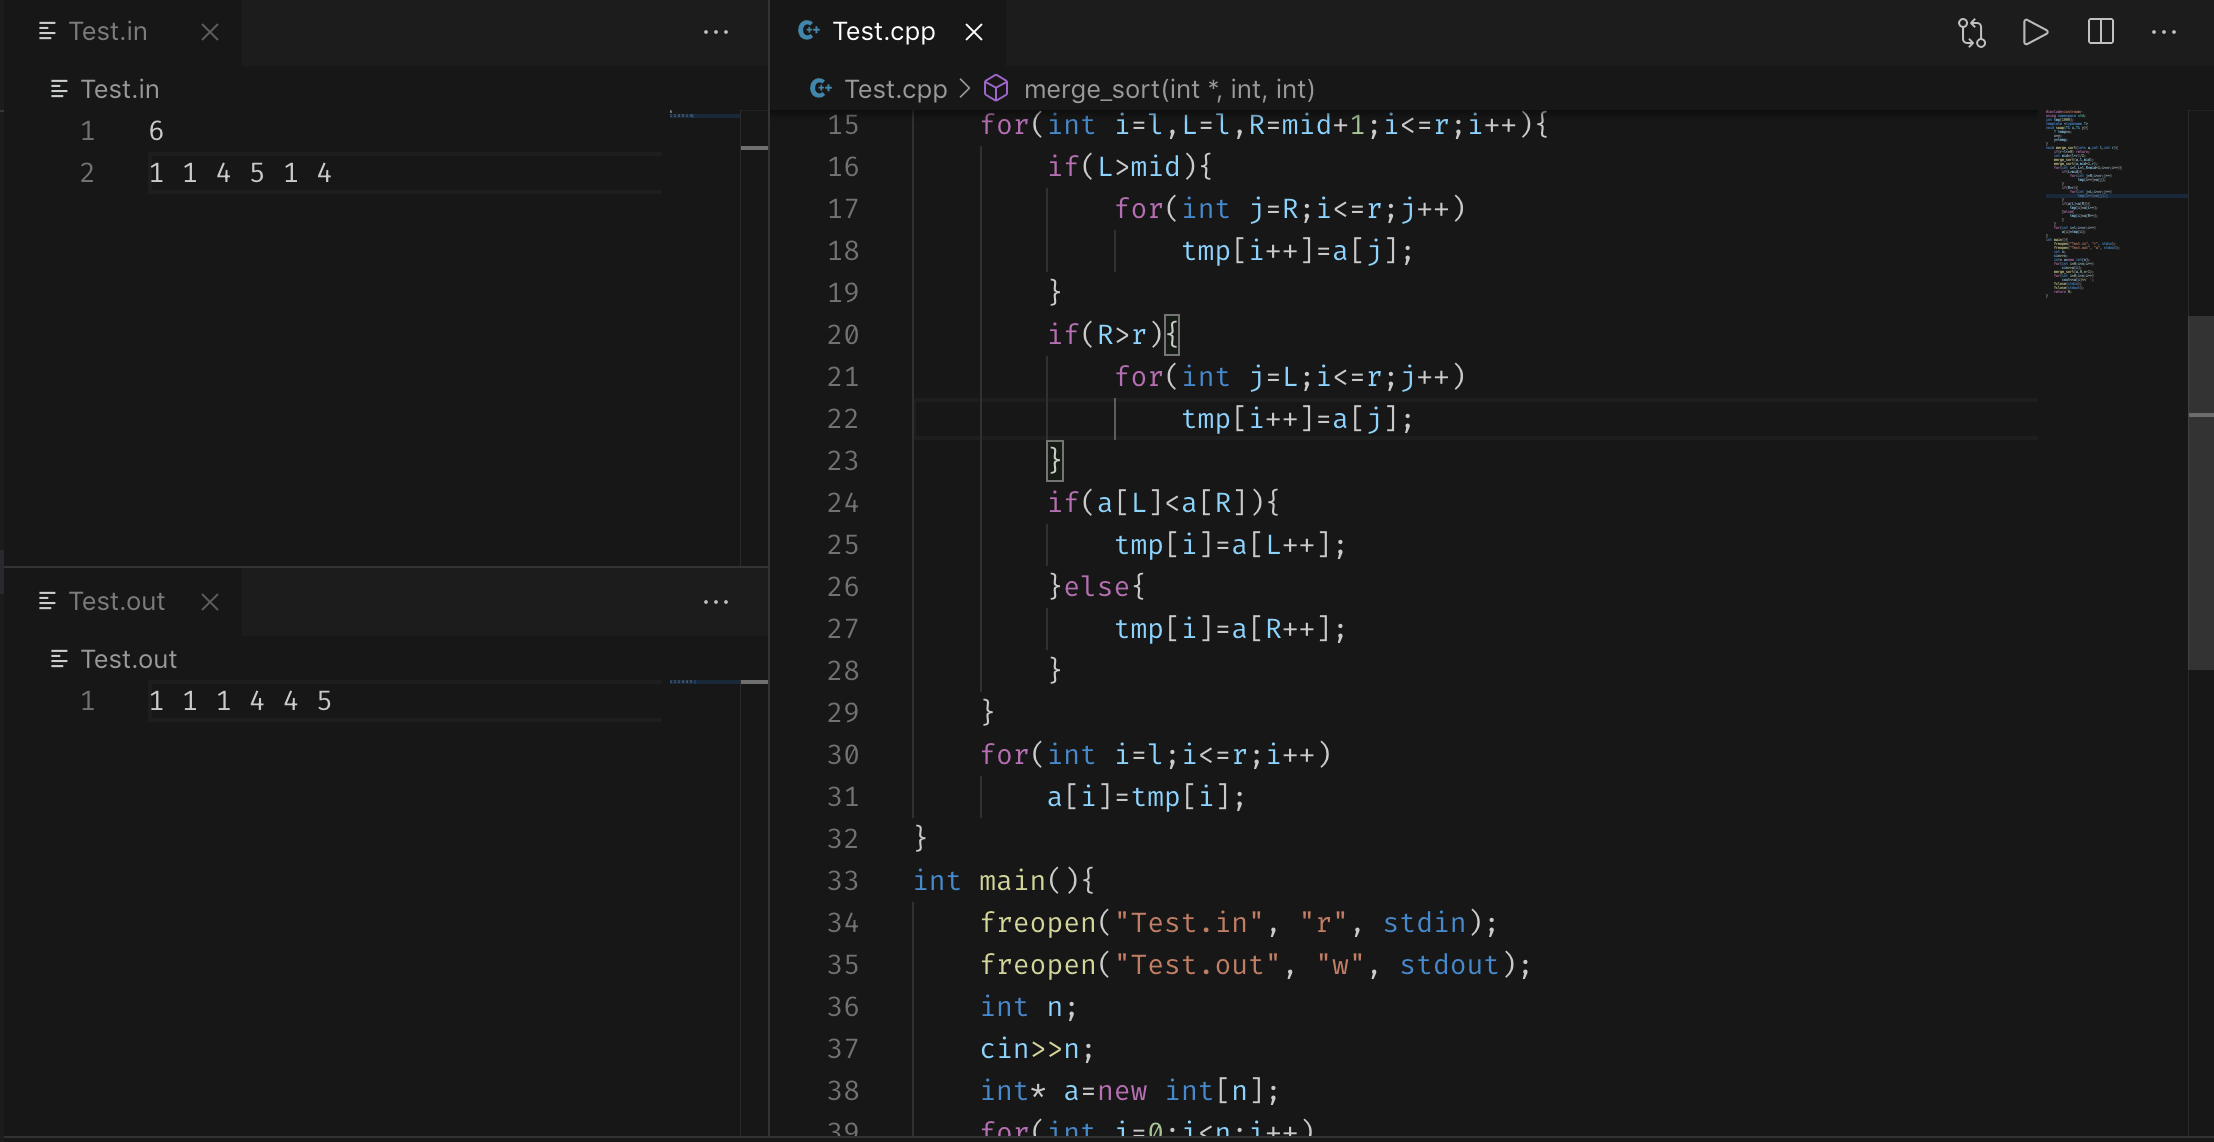 Test.in
Test.in
1 6
2 1 1 4 5 1 4
Test.out
Test.out
1 1 1 1 4 4 5
Test.cpp
Test.cpp > merge_sort(int *, int, int)
15 for(int i=l,L=l,R=mid+1;i<=r;i++){
16 if(L>mid){
17 for(int j=R;i<=r;j++)
18 tmp[i++]=a[j];
19 }
20 if(R>r){
21 for(int j=L;i<=r;j++)
22 tmp[i++]=a[j];
23 }
24 if(a[L]<a[R]){
25 tmp[i]=a[L++];
26 }else{
27 tmp[i]=a[R++];
28 }
29 }
30 for(int i=l;i<=r;i++)
31 a[i]=tmp[i];
32 }
33 int main(){
34 freopen("Test.in", "r", stdin);
35 freopen("Test.out", "w", stdout);
36 int n;
37 cin>>n;
38 int* a=new int[n];
39 for(int i=0;i<n;i++)